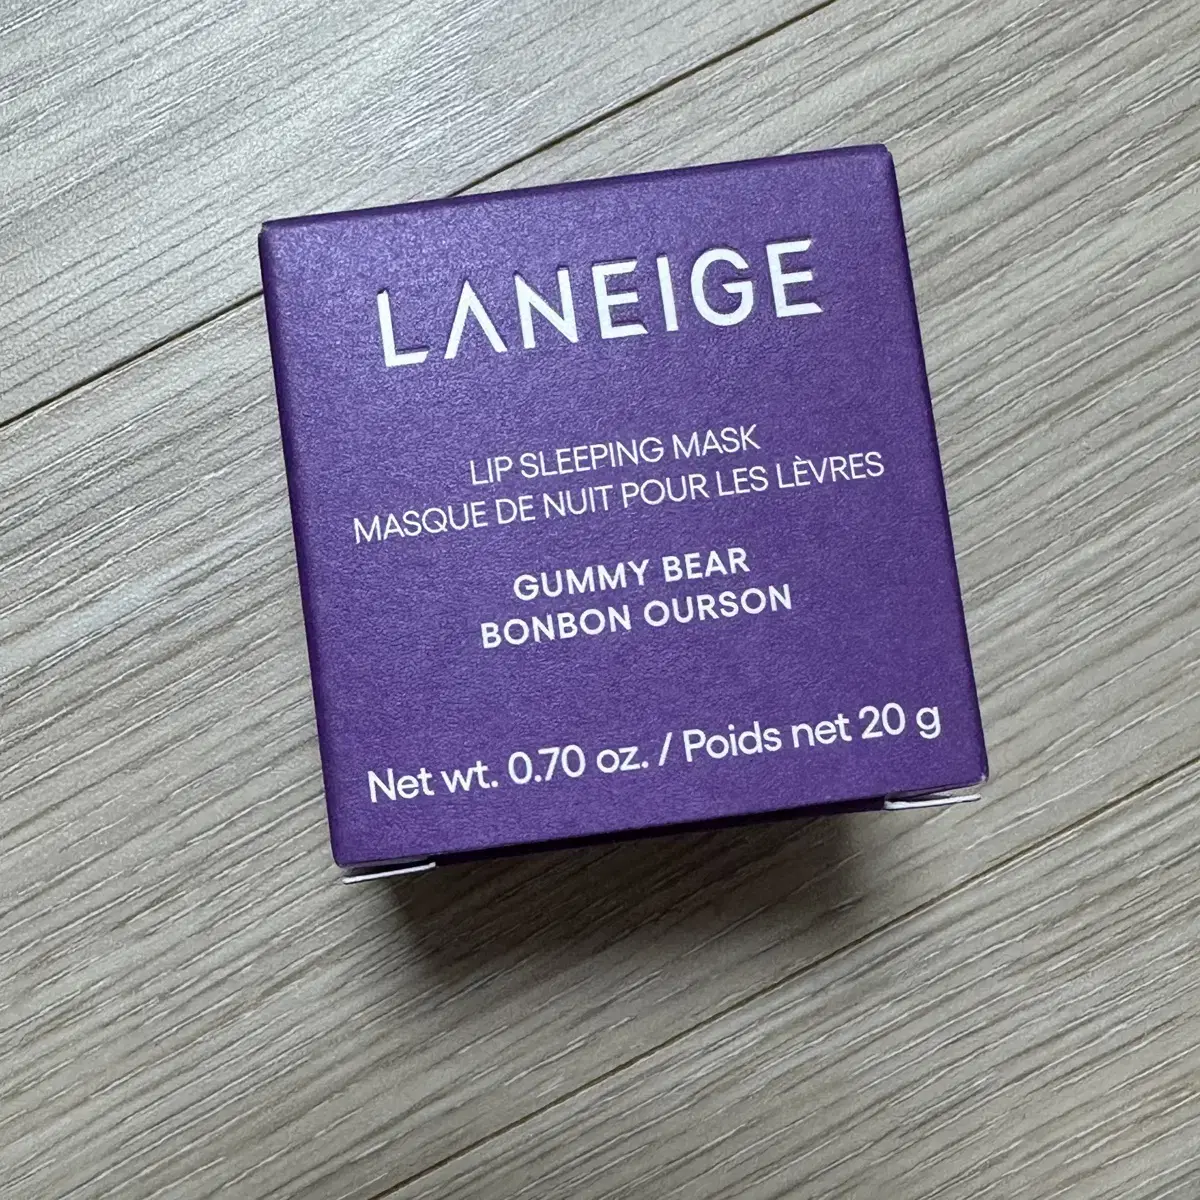 LANEIGE
LIP SLEEPING MASK
MASQUE DE NUIT POUR LES LÈVRES
GUMMY BEAR
BONBON OURSON
Net wt. 0.70 oz. / Poids net 20 g